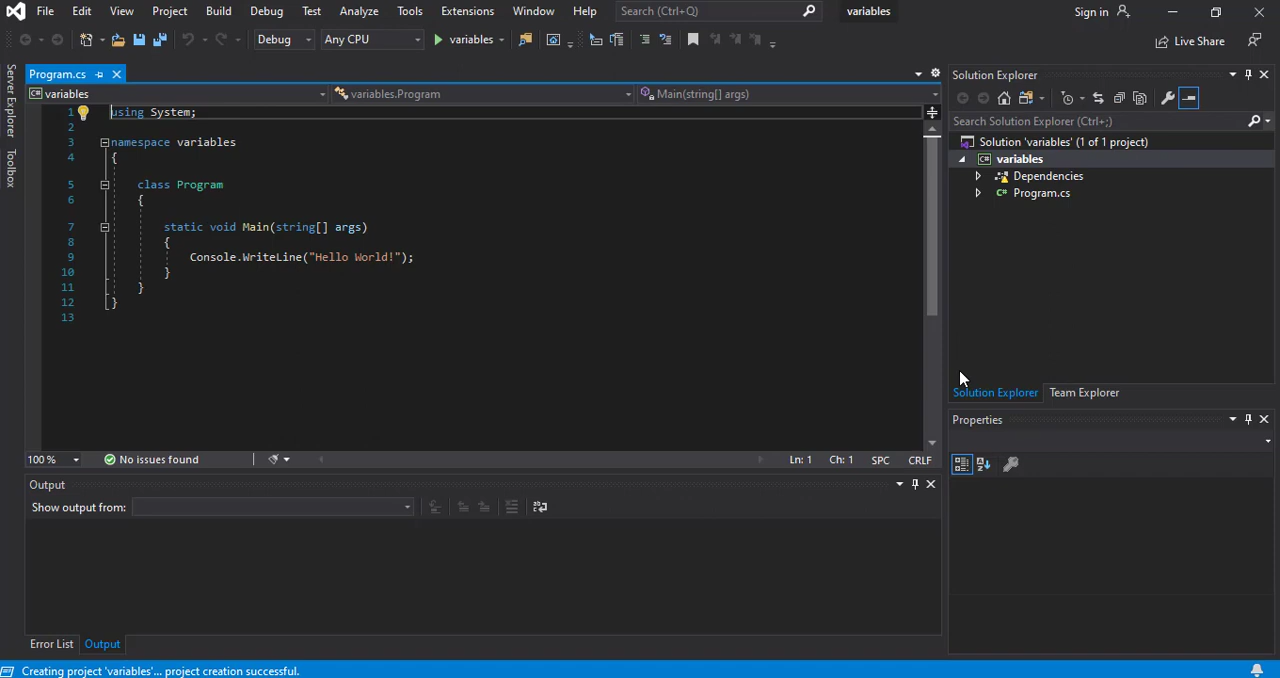 File Edit View Project Build Debug Test Analyze Tools Extensions Window Help Search (Ctrl+Q) variables Sign in
Debug Any CPU variables Live Share
Server Explorer
Toolbox
Program.cs
variables variables.Program Main(string[] args)
1 using System;
2
3 namespace variables
4 {
5 class Program
6 {
7 static void Main(string[] args)
8 {
9 Console.WriteLine("Hello World!");
10 }
11 }
12 }
13
100 % No issues found Ln: 1 Ch: 1 SPC CRLF
Output
Show output from:
Error List Output
Solution Explorer
Search Solution Explorer (Ctrl+;)
Solution 'variables' (1 of 1 project)
C# variables
Dependencies
C# Program.cs
Solution Explorer Team Explorer
Properties
Creating project 'variables'... project creation successful.